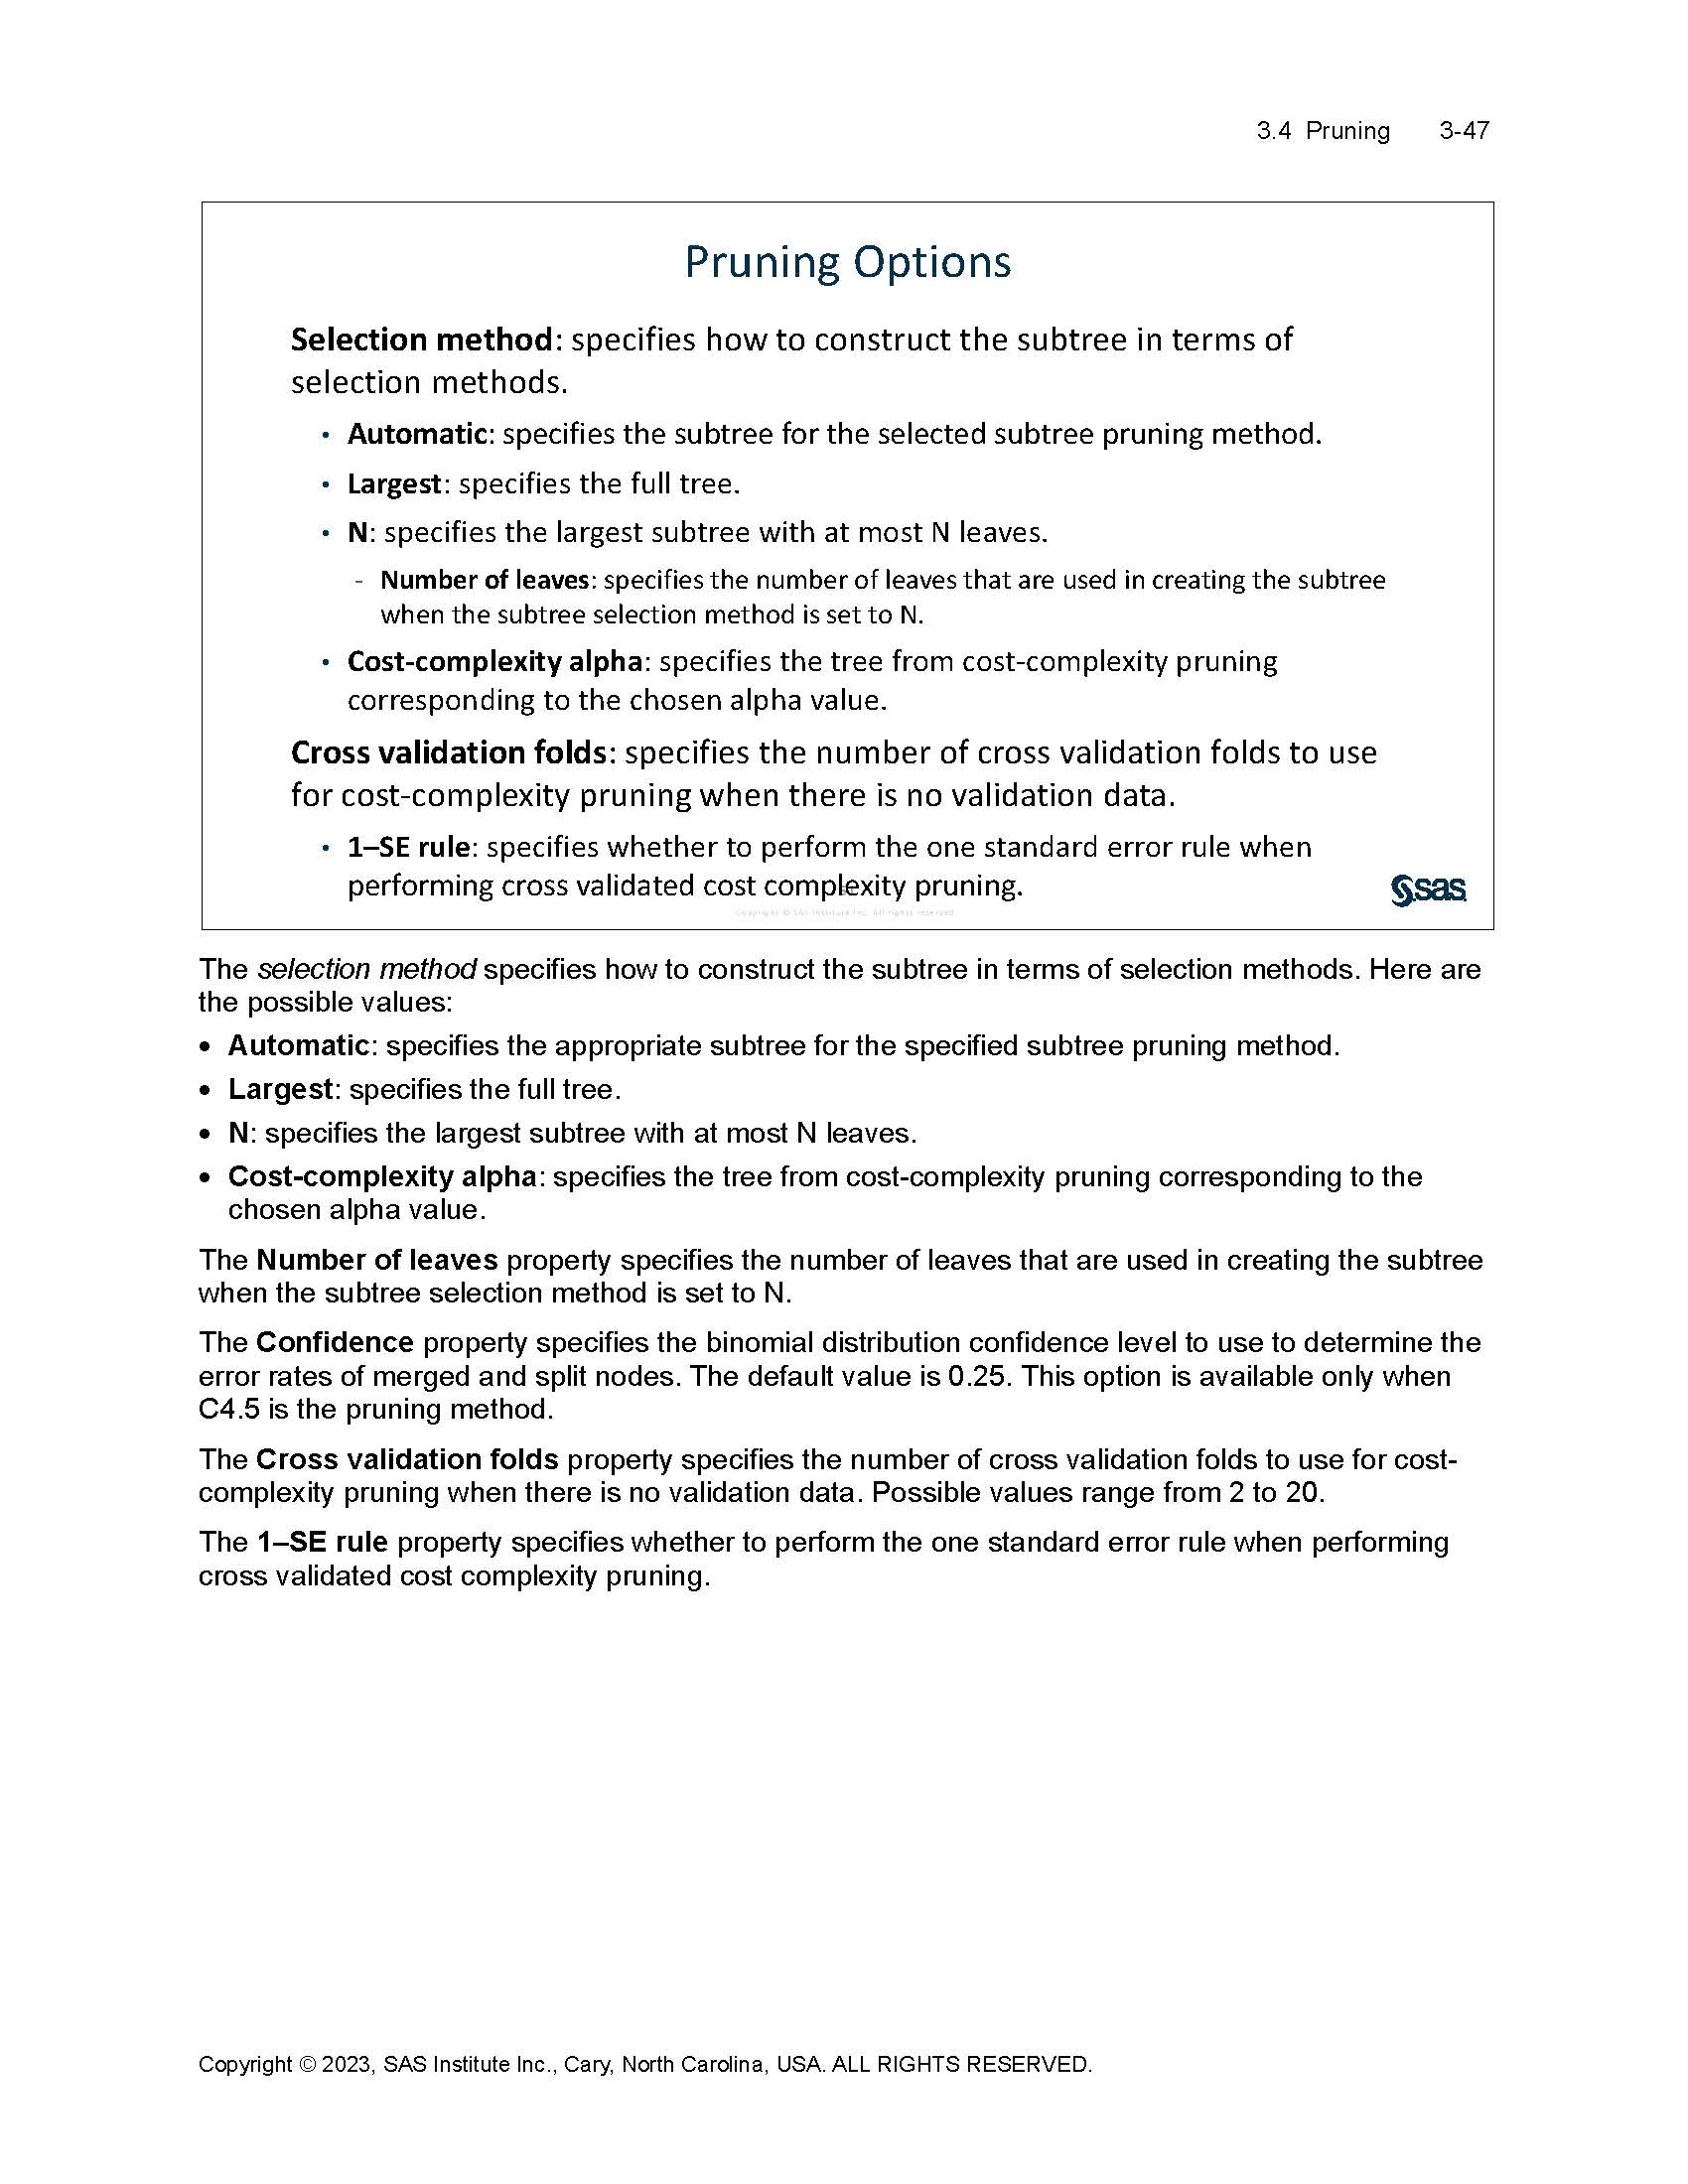 3.4 Pruning 3-47
Pruning Options
Selection method: specifies how to construct the subtree in terms of
selection methods.
• Automatic: specifies the subtree for the selected subtree pruning method.
• Largest: specifies the full tree.
• N: specifies the largest subtree with at most N leaves.
- Number of leaves: specifies the number of leaves that are used in creating the subtree
when the subtree selection method is set to N.
• Cost-complexity alpha: specifies the tree from cost-complexity pruning
corresponding to the chosen alpha value.
Cross validation folds: specifies the number of cross validation folds to use
for cost-complexity pruning when there is no validation data.
• 1–SE rule: specifies whether to perform the one standard error rule when
performing cross validated cost complexity pruning.
sas
Copyright © SAS Institute Inc. All rights reserved.
The selection method specifies how to construct the subtree in terms of selection methods. Here are
the possible values:
• Automatic: specifies the appropriate subtree for the specified subtree pruning method.
• Largest: specifies the full tree.
• N: specifies the largest subtree with at most N leaves.
• Cost-complexity alpha: specifies the tree from cost-complexity pruning corresponding to the
chosen alpha value.
The Number of leaves property specifies the number of leaves that are used in creating the subtree
when the subtree selection method is set to N.
The Confidence property specifies the binomial distribution confidence level to use to determine the
error rates of merged and split nodes. The default value is 0.25. This option is available only when
C4.5 is the pruning method.
The Cross validation folds property specifies the number of cross validation folds to use for cost-
complexity pruning when there is no validation data. Possible values range from 2 to 20.
The 1–SE rule property specifies whether to perform the one standard error rule when performing
cross validated cost complexity pruning.
Copyright © 2023, SAS Institute Inc., Cary, North Carolina, USA. ALL RIGHTS RESERVED.